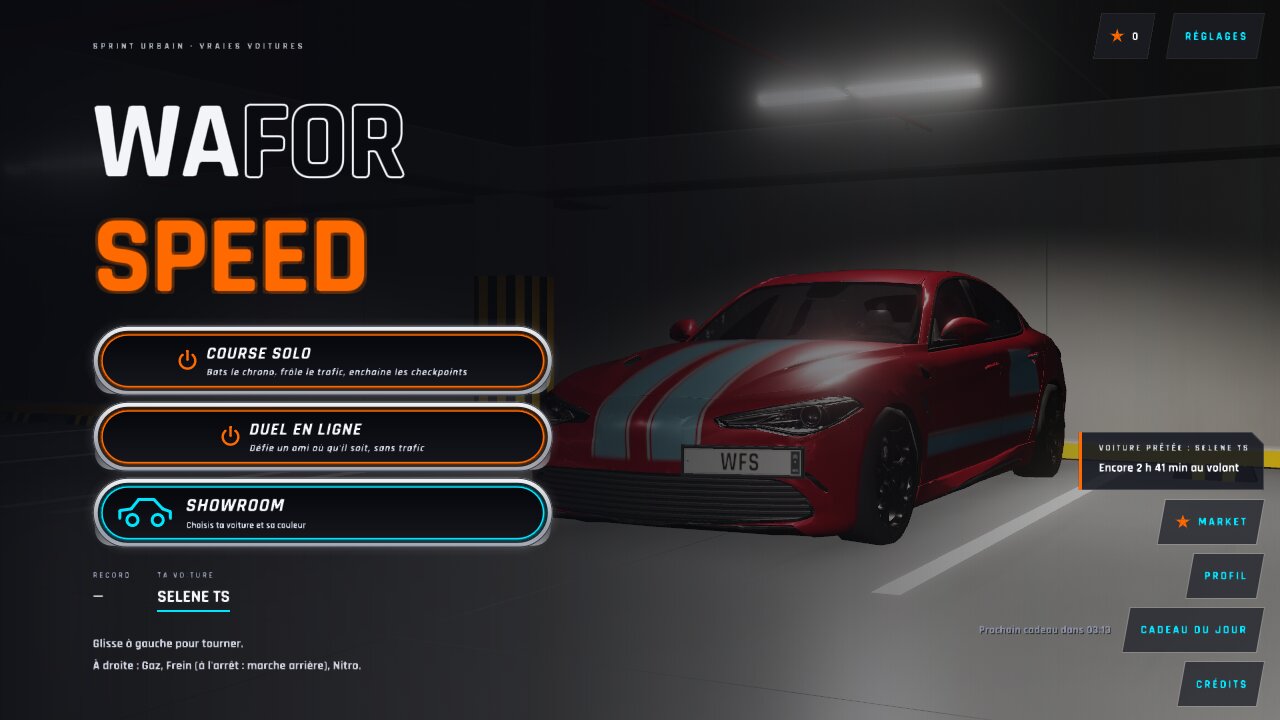 SPRINT URBAIN · VRAIES VOITURES
★ 0
RÉGLAGES
WAFOR
SPEED
COURSE SOLO
Bats le chrono, frôle le trafic, enchaîne les checkpoints
DUEL EN LIGNE
Défie un ami où qu'il soit, sans trafic
SHOWROOM
Choisis ta voiture et sa couleur
WFS
VOITURE PRÊTÉE : SELENE TS
Encore 2 h 41 min au volant
★ MARKET
PROFIL
RECORD
—
TA VOITURE
SELENE TS
Prochain cadeau dans 03:13
CADEAU DU JOUR
Glisse à gauche pour tourner.
À droite : Gaz, Frein (à l'arrêt : marche arrière), Nitro.
CRÉDITS